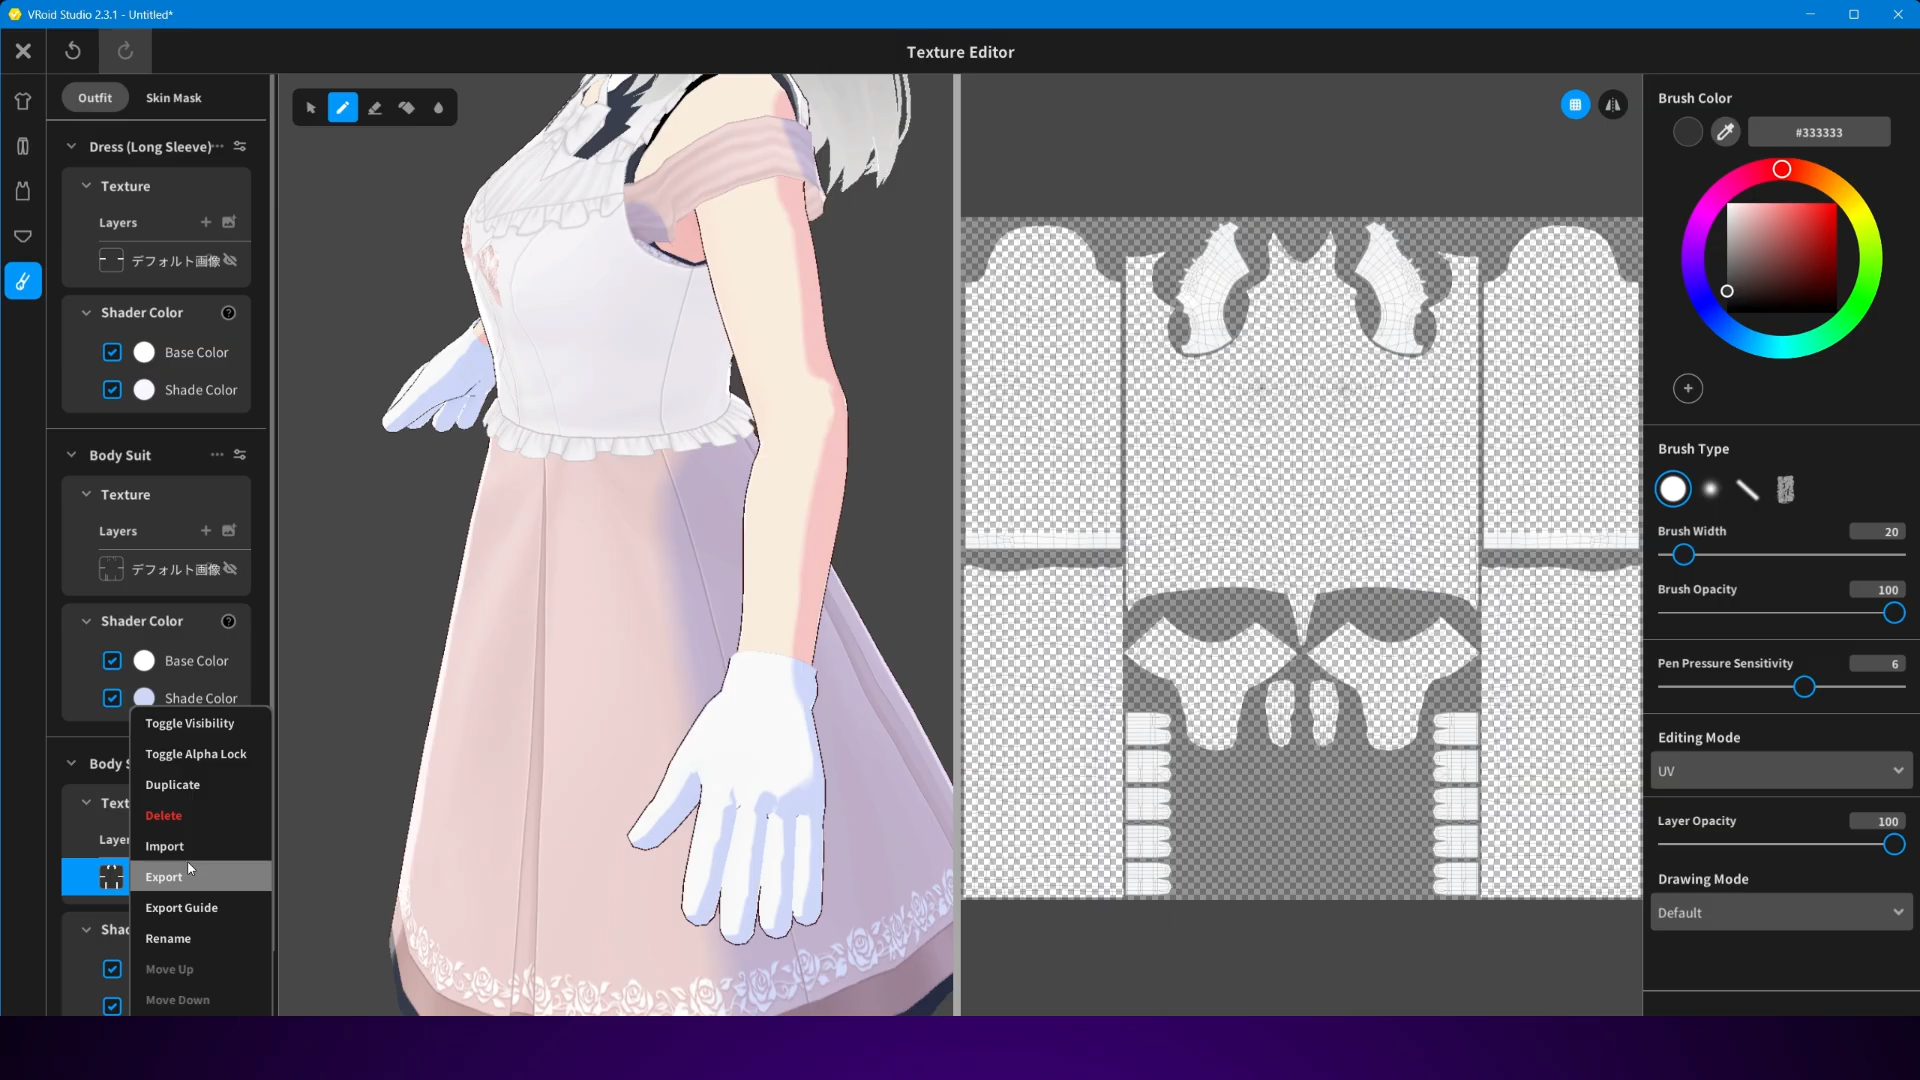 VRoid Studio 2.3.1 - Untitled*
Texture Editor
Outfit
Skin Mask
Dress (Long Sleeve)
Texture
Layers
デフォルト画像
Shader Color
Base Color
Shade Color
Body Suit
Texture
Layers
デフォルト画像
Shader Color
Base Color
Shade Color
Body S
Text
Layer
Shad
Toggle Visibility
Toggle Alpha Lock
Duplicate
Delete
Import
Export
Export Guide
Rename
Move Up
Move Down
Brush Color
#333333
Brush Type
Brush Width
20
Brush Opacity
100
Pen Pressure Sensitivity
6
Editing Mode
UV
Layer Opacity
100
Drawing Mode
Default